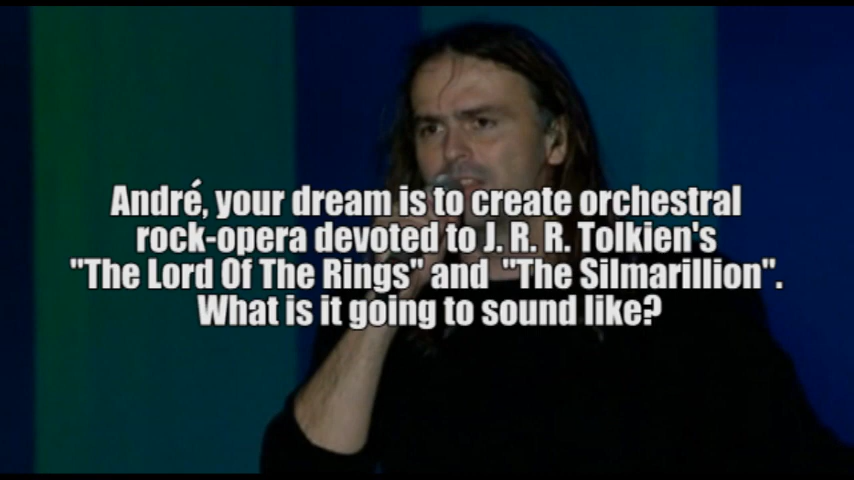 André, your dream is to create orchestral
rock-opera devoted to J. R. R. Tolkien's
"The Lord Of The Rings" and "The Silmarillion".
What is it going to sound like?